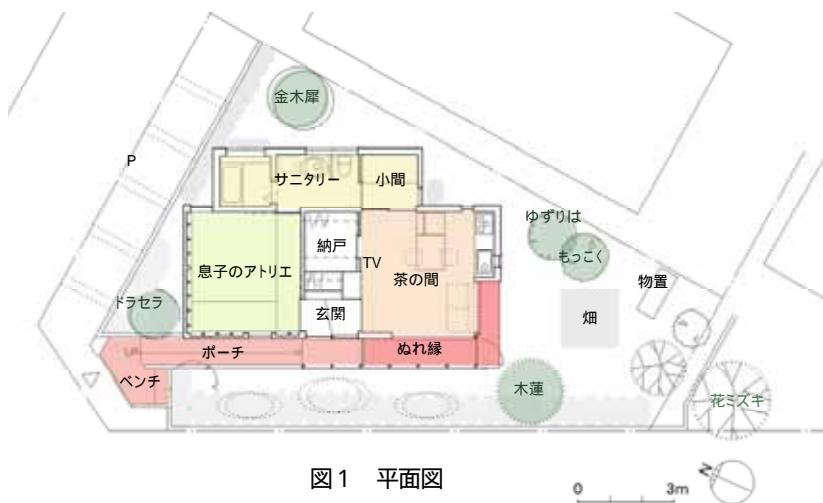 金木犀
P
サニタリー
小間
ゆずりは
もっこく
納戸
TV
息子のアトリエ
茶の間
物置
ドラセラ
玄関
畑
ポーチ
ぬれ縁
ベンチ
木蓮
花ミズキ
図1 平面図
0 3m
N